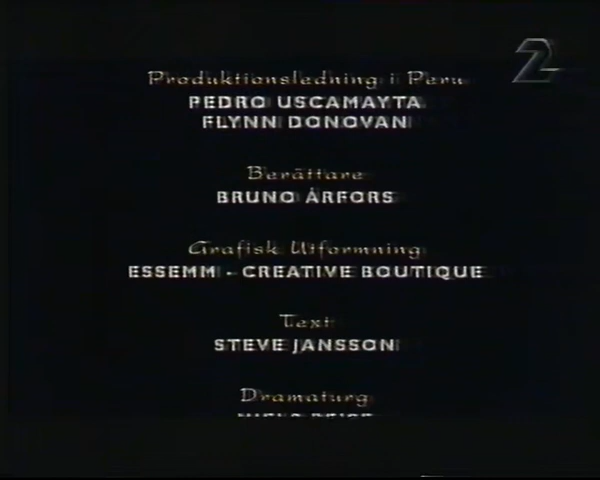 2
Produktionsledning i Peru
PEDRO USCAMAYTA
FLYNN DONOVAN
Berättare
BRUNO ÅRFORS
Grafisk Utformning
ESSEMM - CREATIVE BOUTIQUE
Text
STEVE JANSSON
Dramaturg